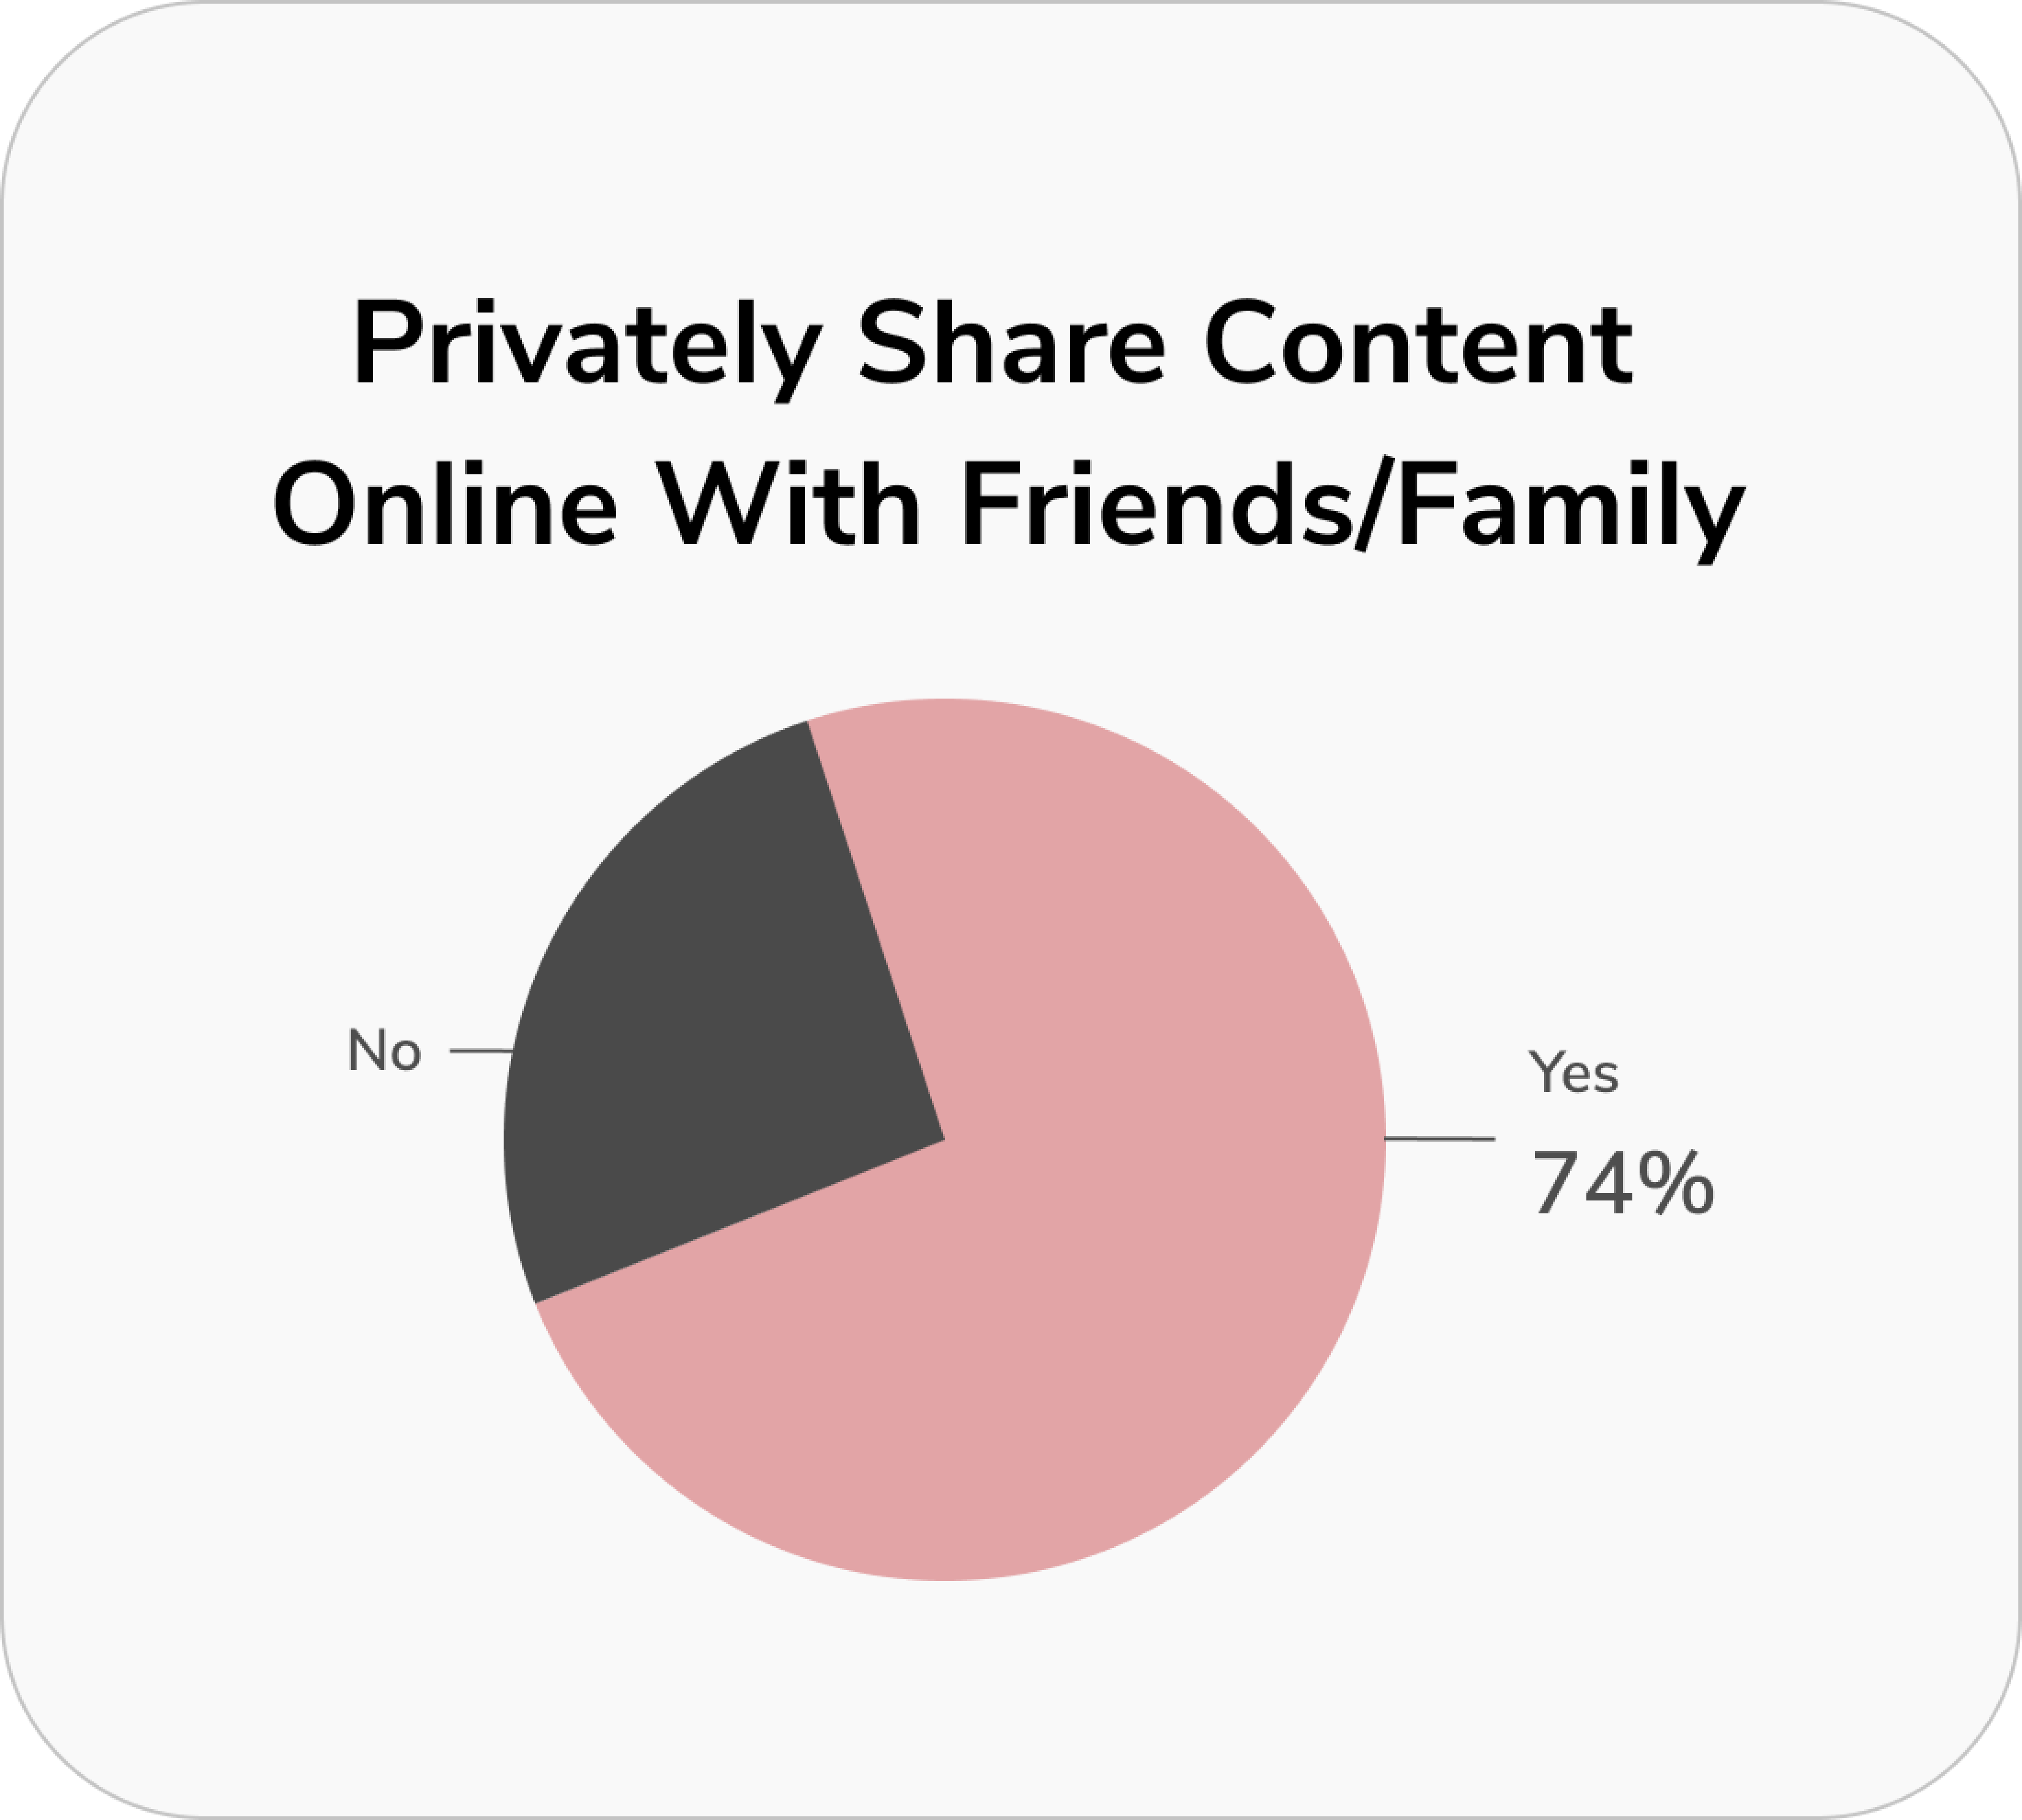 Privately Share Content
Online With Friends/Family
No
Yes
74%